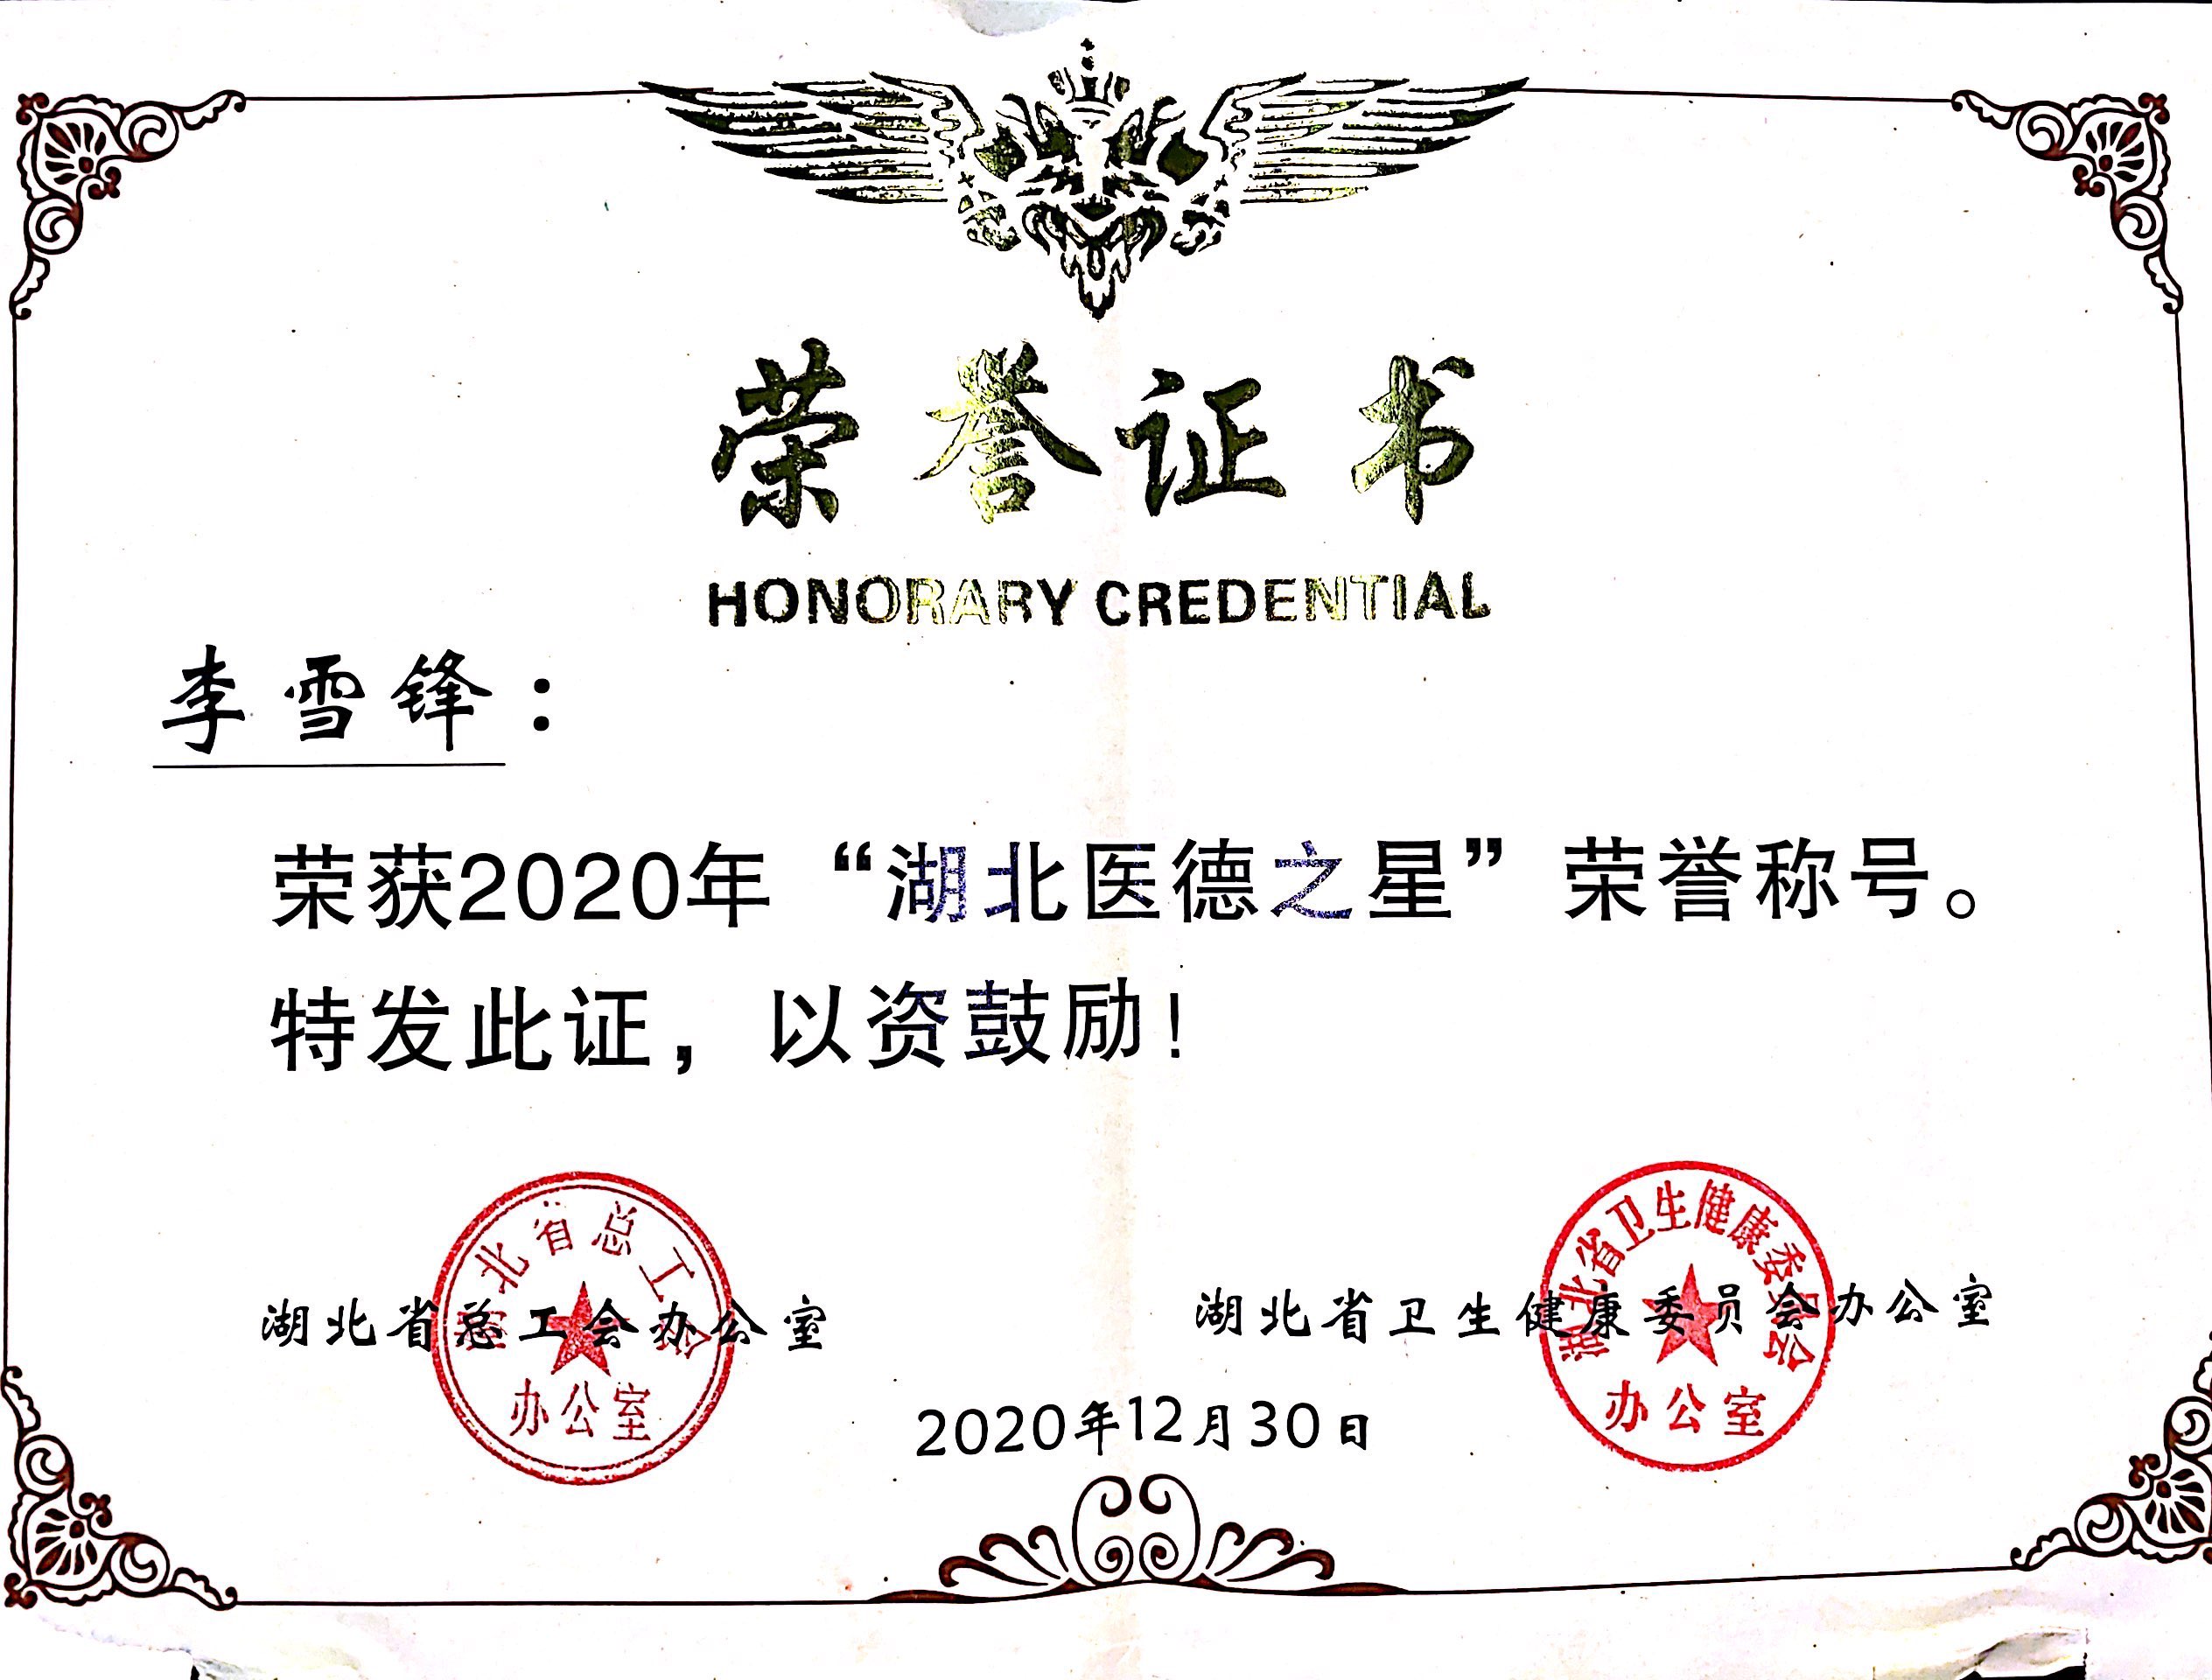 荣誉证书
HONORARY CREDENTIAL
李雪锋：
荣获2020年“湖北医德之星”荣誉称号。
特发此证，以资鼓励！
湖北省总工会办公室
湖北省卫生健康委员会办公室
2020年12月30日
湖北省总工会
办公室
湖北省卫生健康委员会
办公室